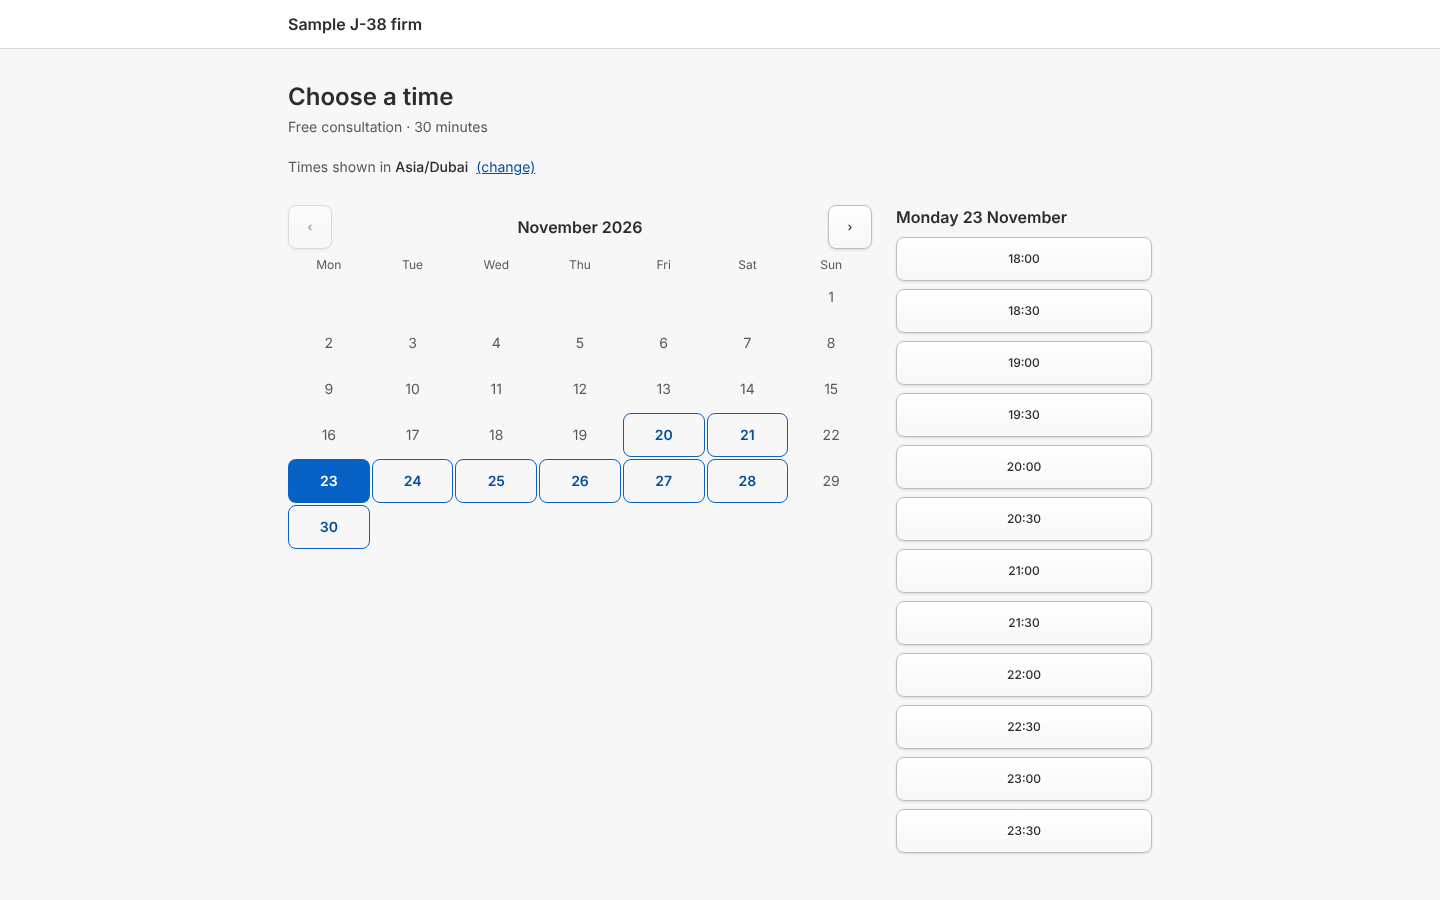 Sample J-38 firm
Choose a time
Free consultation · 30 minutes
Times shown in Asia/Dubai (change)
‹ November 2026 ›
Mon Tue Wed Thu Fri Sat Sun
1
2 3 4 5 6 7 8
9 10 11 12 13 14 15
16 17 18 19 20 21 22
23 24 25 26 27 28 29
30
Monday 23 November
18:00
18:30
19:00
19:30
20:00
20:30
21:00
21:30
22:00
22:30
23:00
23:30